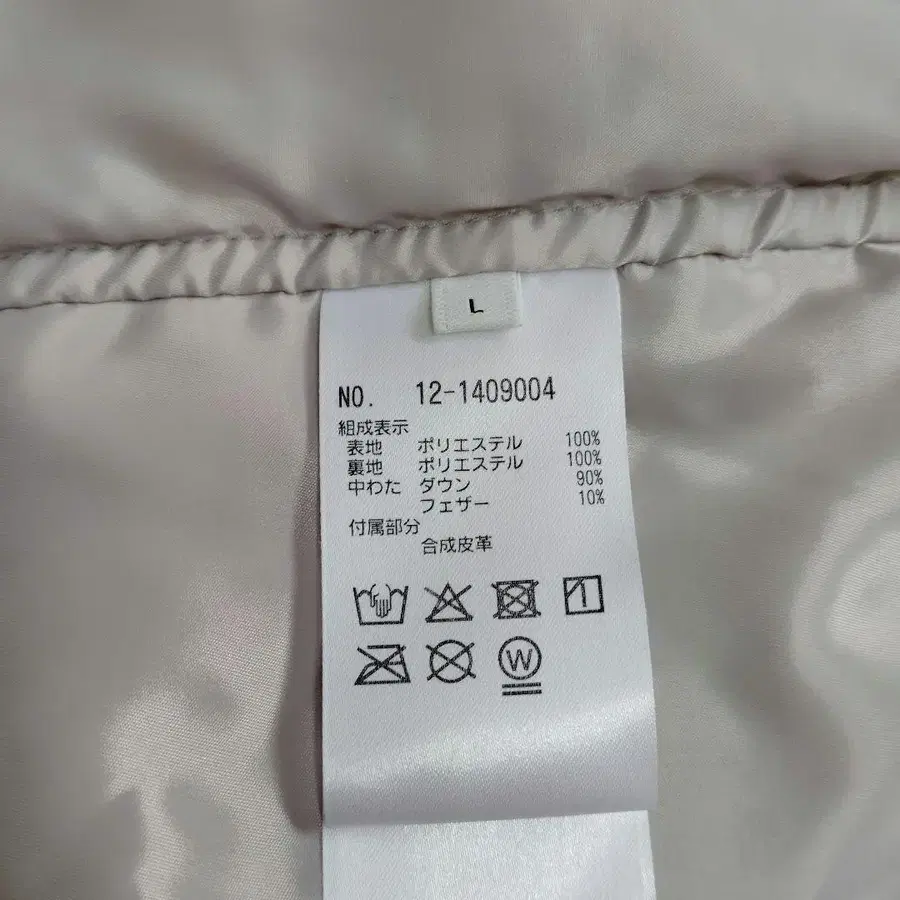 L
NO. 12-1409004
組成表示
表地 ポリエステル 100%
裏地 ポリエステル 100%
中わた ダウン 90%
フェザー 10%
付属部分
合成皮革
W